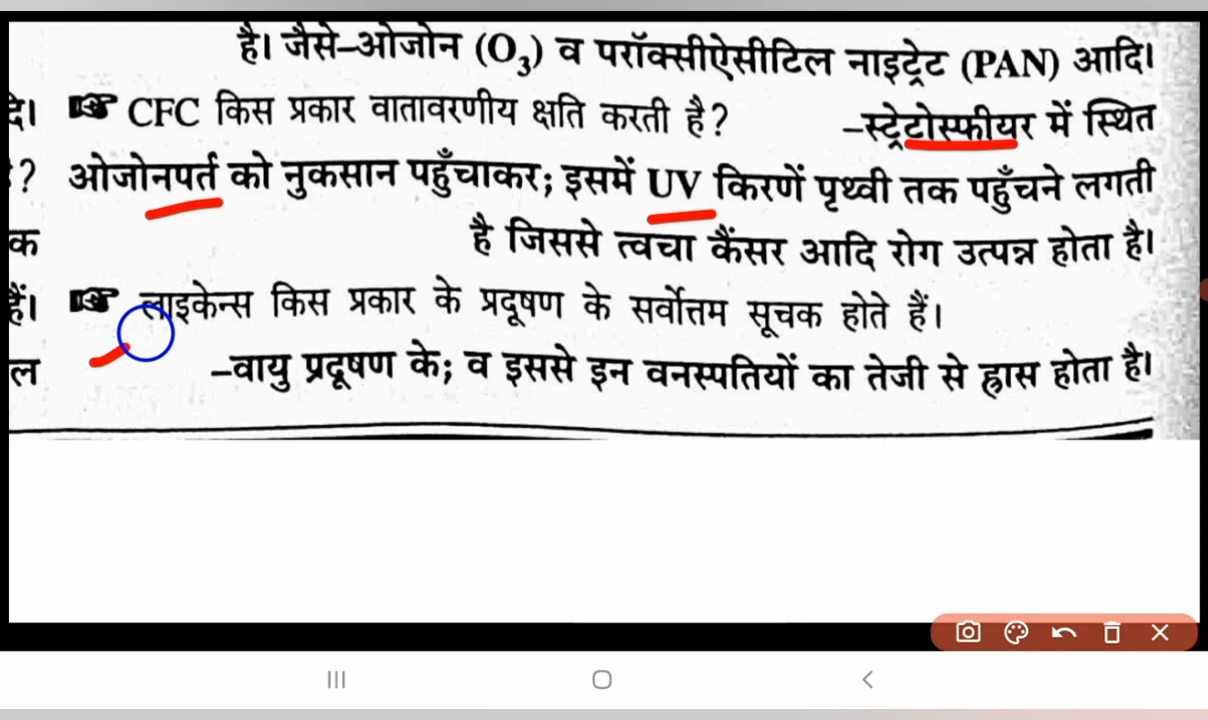 है। जैसे–ओजोन (O₃) व परॉक्सीऐसीटिल नाइट्रेट (PAN) आदि।
दे। ☞ CFC किस प्रकार वातावरणीय क्षति करती है? –स्ट्रेटोस्फीयर में स्थित
? ओजोनपर्त को नुकसान पहुँचाकर; इसमें UV किरणें पृथ्वी तक पहुँचने लगती
क है जिससे त्वचा कैंसर आदि रोग उत्पन्न होता है।
हैं। ☞ लाइकेन्स किस प्रकार के प्रदूषण के सर्वोत्तम सूचक होते हैं।
ल –वायु प्रदूषण के; व इससे इन वनस्पतियों का तेजी से ह्रास होता है।